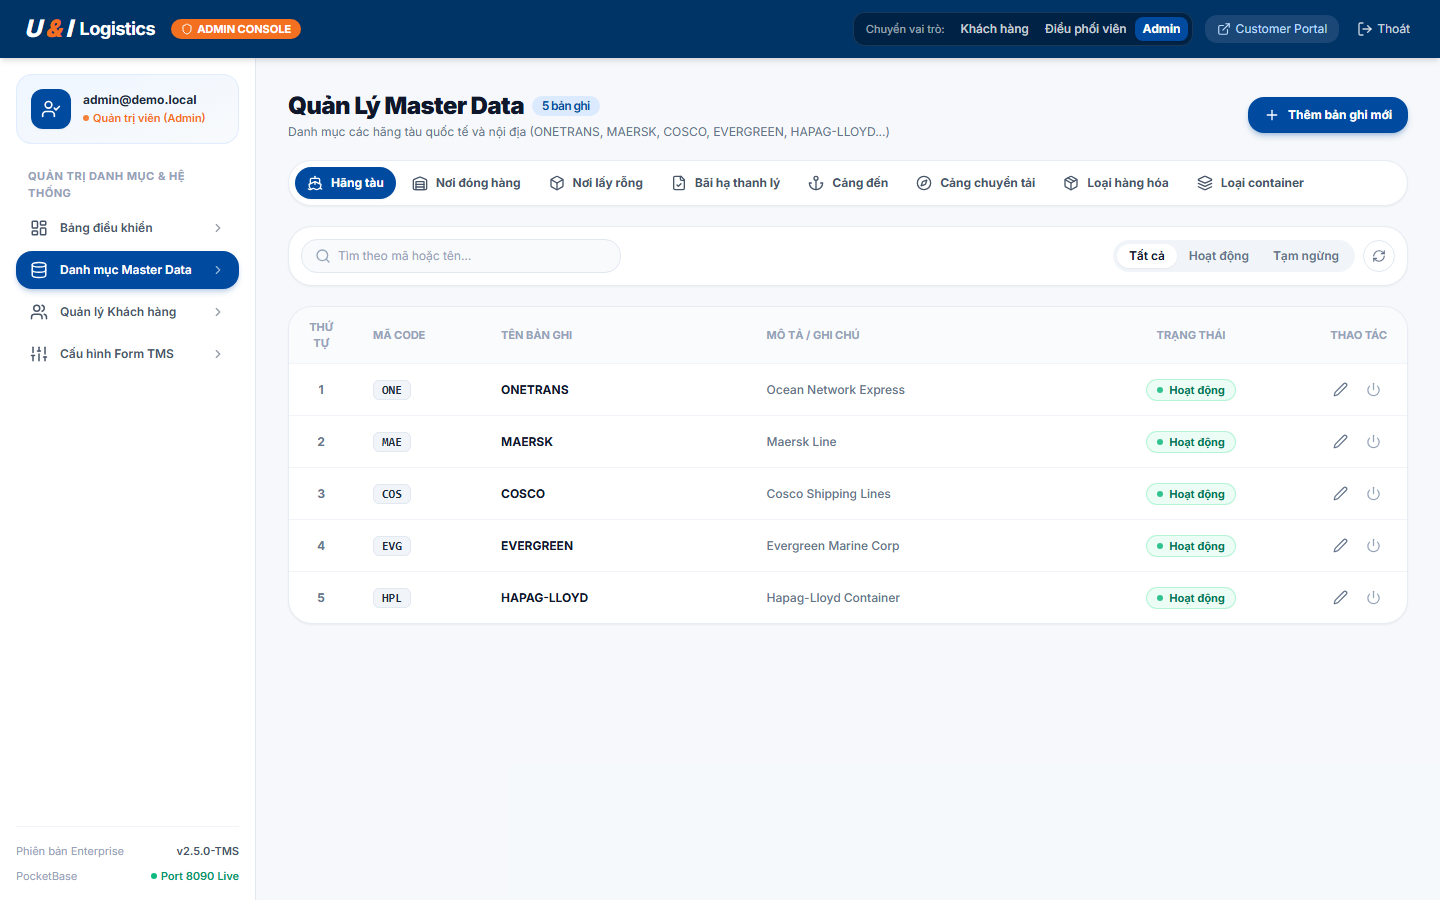 U&I Logistics
ADMIN CONSOLE
Chuyển vai trò:
Khách hàng
Điều phối viên
Admin
Customer Portal
Thoát
admin@demo.local
Quản trị viên (Admin)
QUẢN TRỊ DANH MỤC & HỆ
THỐNG
Bảng điều khiển
Danh mục Master Data
Quản lý Khách hàng
Cấu hình Form TMS
Phiên bản Enterprise
v2.5.0-TMS
PocketBase
Port 8090 Live
Quản Lý Master Data
5 bản ghi
Danh mục các hãng tàu quốc tế và nội địa (ONETRANS, MAERSK, COSCO, EVERGREEN, HAPAG-LLOYD...)
Thêm bản ghi mới
Hãng tàu
Nơi đóng hàng
Nơi lấy rỗng
Bãi hạ thanh lý
Cảng đến
Cảng chuyển tải
Loại hàng hóa
Loại container
Tìm theo mã hoặc tên...
Tất cả
Hoạt động
Tạm ngừng
THỨ
TỰ
MÃ CODE
TÊN BẢN GHI
MÔ TẢ / GHI CHÚ
TRẠNG THÁI
THAO TÁC
1 ONE ONETRANS Ocean Network Express Hoạt động
2 MAE MAERSK Maersk Line Hoạt động
3 COS COSCO Cosco Shipping Lines Hoạt động
4 EVG EVERGREEN Evergreen Marine Corp Hoạt động
5 HPL HAPAG-LLOYD Hapag-Lloyd Container Hoạt động